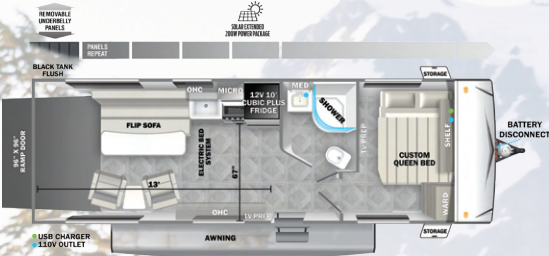 REMOVABLE
UNDERBELLY
PANELS
SOLAR EXTENDED
200W POWER PACKAGE
PANELS
REPEAT
BLACK TANK
FLUSH
STORAGE
OHC
MICRO
12V 10'
CUBIC PLUS
FRIDGE
MED
SHOWER
FLIP SOFA
ELECTRIC BED
SYSTEM
67"
TV PREP
SHELF
BATTERY
DISCONNECT
96" X 96"
RAMP DOOR
CUSTOM
QUEEN BED
13'
WARD
OHC
TV PREP
STORAGE
USB CHARGER
110V OUTLET
AWNING